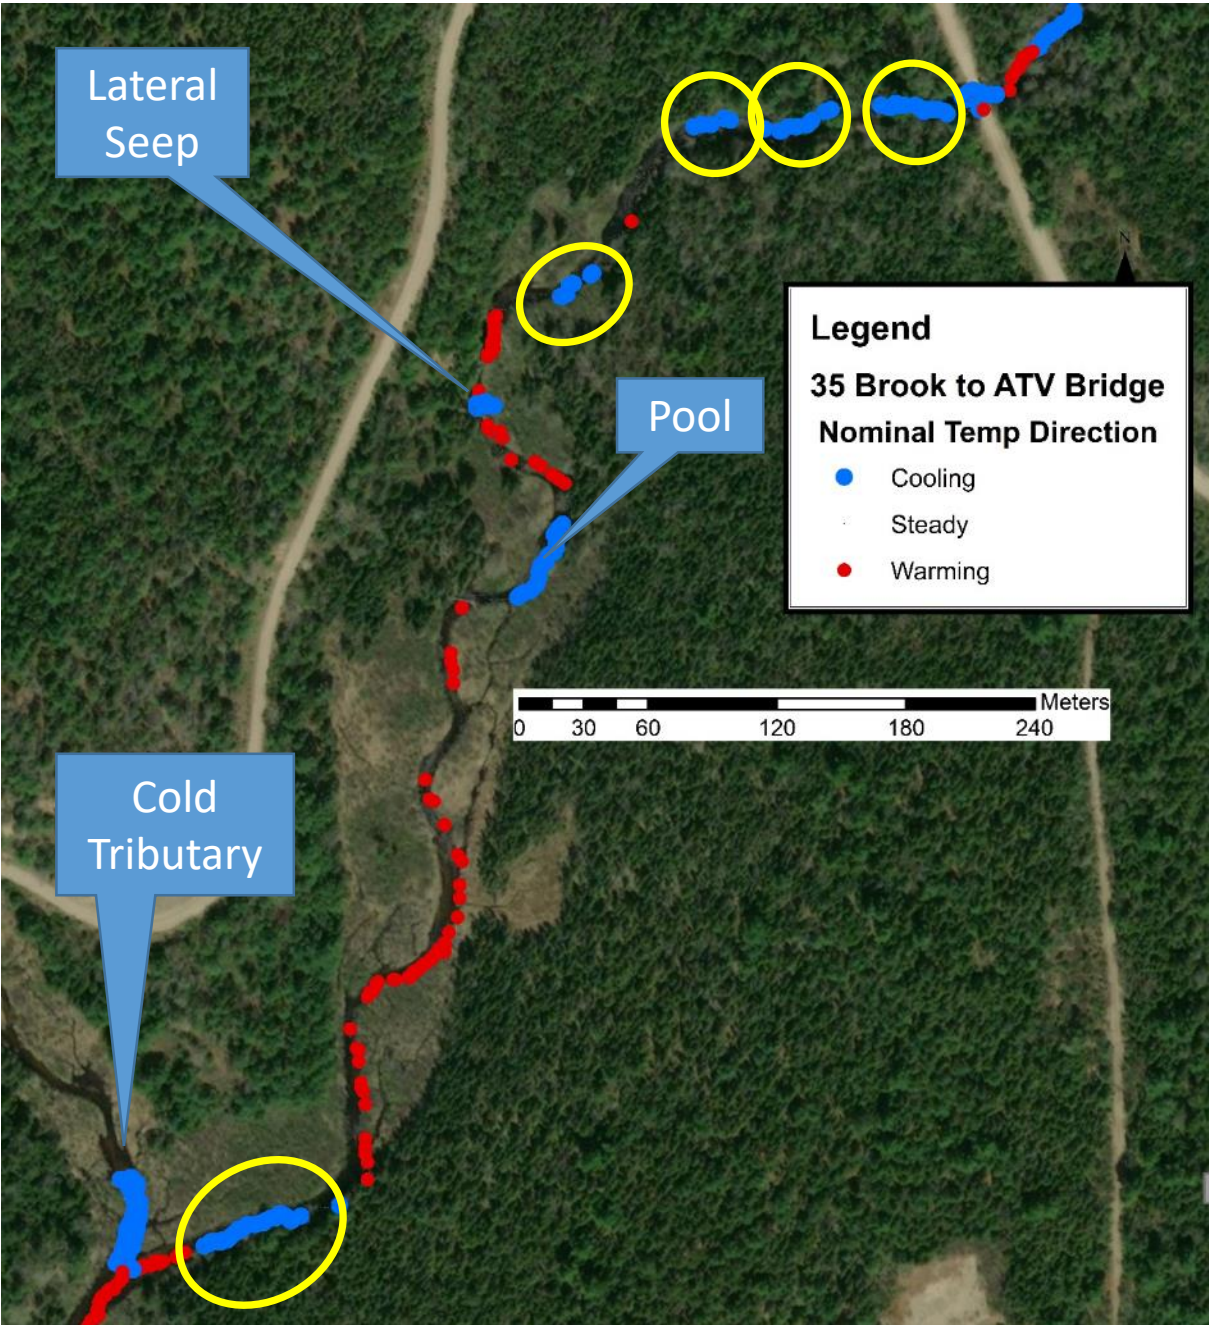 Lateral
Seep
N
Legend
35 Brook to ATV Bridge
Nominal Temp Direction
Cooling
Steady
Warming
Pool
Meters
0 30 60 120 180 240
Cold
Tributary